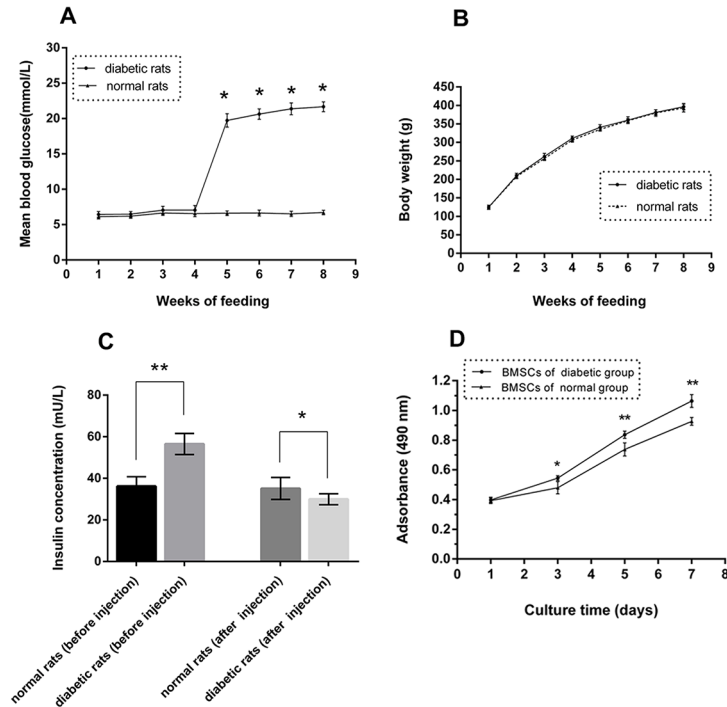 A
diabetic rats
normal rats
Mean blood glucose(mmol/L)
30
25
20
15
10
5
0
* * * *
0 1 2 3 4 5 6 7 8 9
Weeks of feeding
B
Body weight (g)
450
400
350
300
250
200
150
100
50
0
diabetic rats
normal rats
0 1 2 3 4 5 6 7 8 9
Weeks of feeding
C
Insulin concentration (mU/L)
80
60
40
20
0
**
*
normal rats (before injection)
diabetic rats (before injection)
normal rats (after injection)
diabetic rats (after injection)
D
BMSCs of diabetic group
BMSCs of normal group
Adsorbance (490 nm)
1.2
1.0
0.8
0.6
0.4
0.2
0.0
* ** **
0 1 2 3 4 5 6 7 8
Culture time (days)